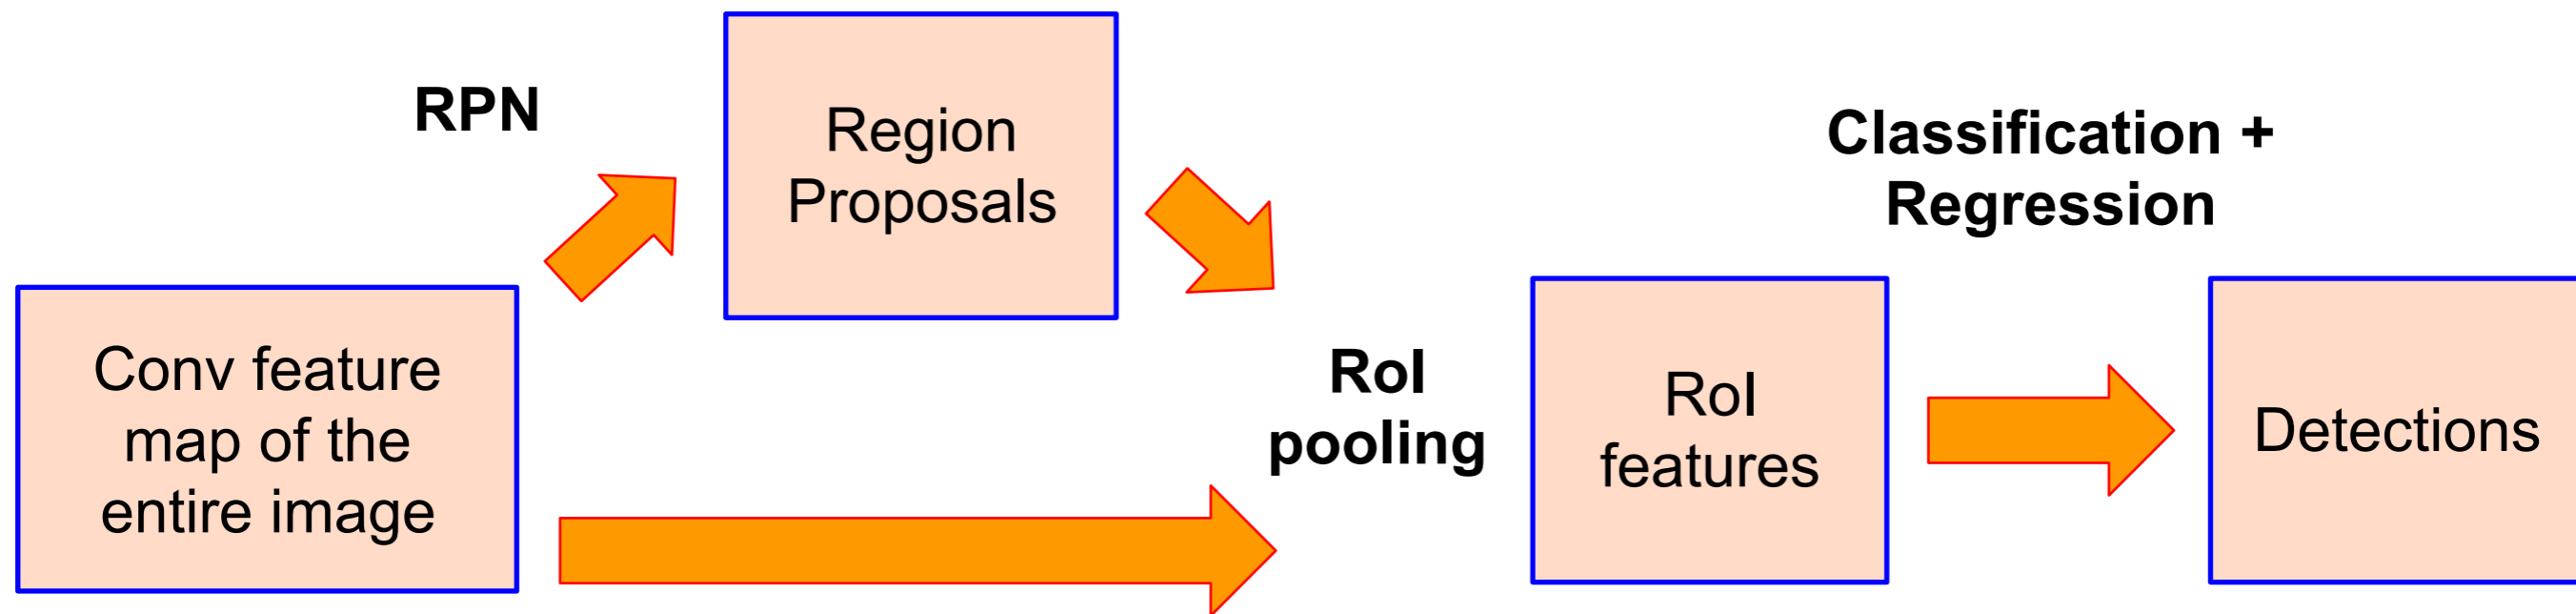 RPN
Region
Proposals
Classification +
Regression
Conv feature
map of the
entire image
RoI
pooling
RoI
features
Detections